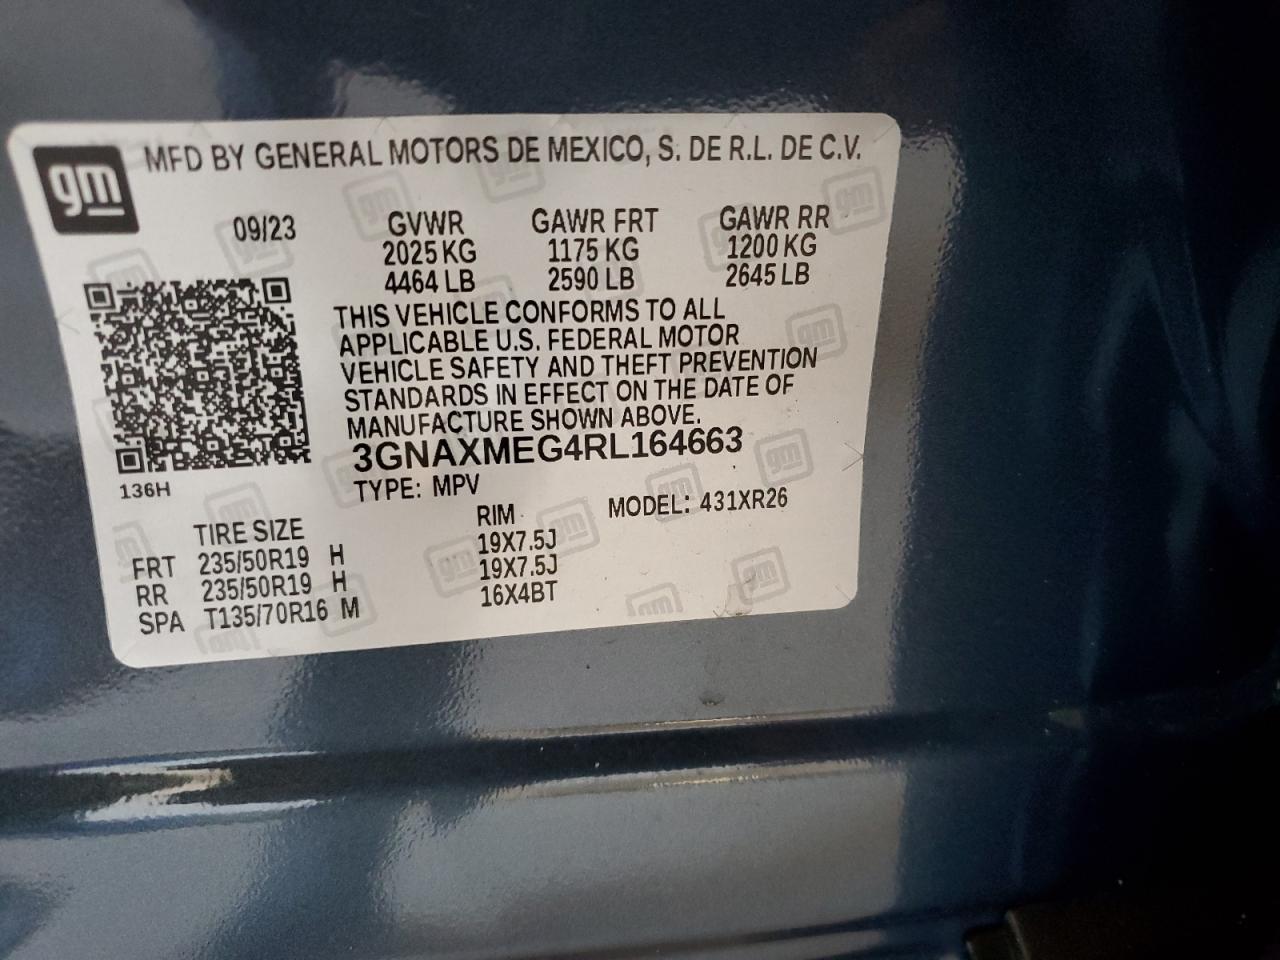 gm
MFD BY GENERAL MOTORS DE MEXICO, S. DE R.L. DE C.V.
09/23 GVWR GAWR FRT GAWR RR
2025 KG 1175 KG 1200 KG
4464 LB 2590 LB 2645 LB
THIS VEHICLE CONFORMS TO ALL
APPLICABLE U.S. FEDERAL MOTOR
VEHICLE SAFETY AND THEFT PREVENTION
STANDARDS IN EFFECT ON THE DATE OF
MANUFACTURE SHOWN ABOVE.
3GNAXMEG4RL164663
136H
TYPE: MPV
MODEL: 431XR26
TIRE SIZE RIM
FRT 235/50R19 H 19X7.5J
RR 235/50R19 H 19X7.5J
SPA T135/70R16 M 16X4BT